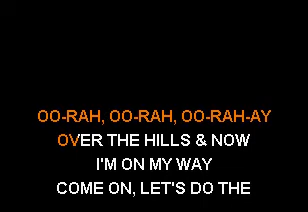 OO-RAH, OO-RAH, OO-RAH-AY
OVER THE HILLS & NOW
I'M ON MY WAY
COME ON, LET'S DO THE